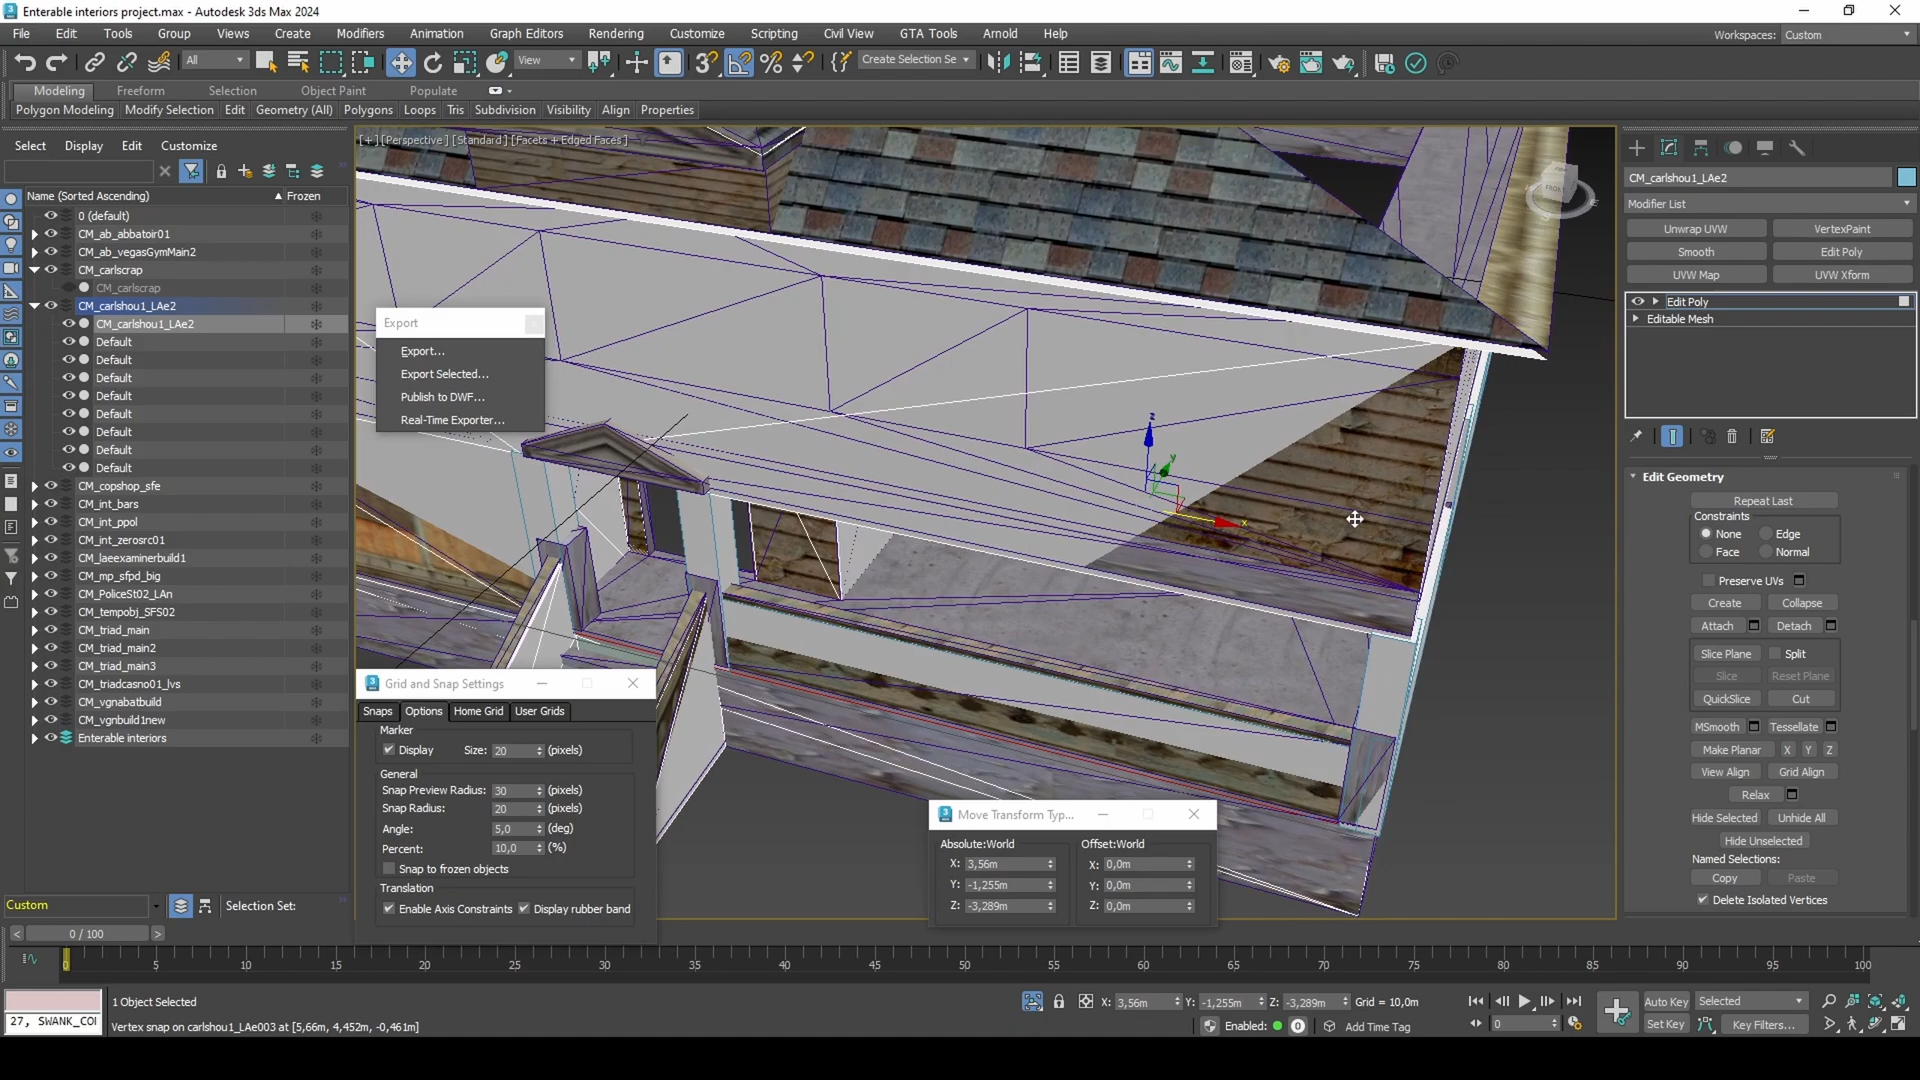 Enterable interiors project.max - Autodesk 3ds Max 2024
File Edit Tools Group Views Create Modifiers Animation Graph Editors Rendering Customize Scripting Civil View GTA Tools Arnold Help
Workspaces: Custom
All View Create Selection Se
Modeling Freeform Selection Object Paint Populate
Polygon Modeling Modify Selection Edit Geometry (All) Polygons Loops Tris Subdivision Visibility Align Properties
Select Display Edit Customize
Name (Sorted Ascending) Frozen
0 (default)
CM_ab_abbatoir01
CM_ab_vegasGymMain2
CM_carlscrap
CM_carlscrap
CM_carlshou1_LAe2
CM_carlshou1_LAe2
Default
Default
Default
Default
Default
Default
Default
Default
CM_copshop_sfe
CM_int_bars
CM_int_ppol
CM_int_zerosrc01
CM_laeexaminerbuild1
CM_mp_sfpd_big
CM_PoliceSt02_LAn
CM_tempobj_SFS02
CM_triad_main
CM_triad_main2
CM_triad_main3
CM_triadcasno01_lvs
CM_vgnabatbuild
CM_vgnbuild1new
Enterable interiors
Custom Selection Set:
[+] [Perspective] [Standard] [Facets + Edged Faces]
FRONT
z
y
x
Export
Export...
Export Selected...
Publish to DWF...
Real-Time Exporter...
Grid and Snap Settings
Snaps Options Home Grid User Grids
Marker
Display Size: 20 (pixels)
General
Snap Preview Radius: 30 (pixels)
Snap Radius: 20 (pixels)
Angle: 5,0 (deg)
Percent: 10,0 (%)
Snap to frozen objects
Translation
Enable Axis Constraints Display rubber band
Move Transform Typ...
Absolute:World Offset:World
X: 3,56m X: 0,0m
Y: -1,255m Y: 0,0m
Z: -3,289m Z: 0,0m
CM_carlshou1_LAe2
Modifier List
Unwrap UVW VertexPaint
Smooth Edit Poly
UVW Map UVW Xform
Edit Poly
Editable Mesh
Edit Geometry
Repeat Last
Constraints
None Edge
Face Normal
Preserve UVs
Create Collapse
Attach Detach
Slice Plane Split
Slice Reset Plane
QuickSlice Cut
MSmooth Tessellate
Make Planar X Y Z
View Align Grid Align
Relax
Hide Selected Unhide All
Hide Unselected
Named Selections:
Copy Paste
Delete Isolated Vertices
< 0 / 100 >
0 5 10 15 20 25 30 35 40 45 50 55 60 65 70 75 80 85 90 95 100
1 Object Selected
27, SWANK_COI Vertex snap on carlshou1_LAe003 at [5,66m, 4,452m, -0,461m]
X: 3,56m Y: -1,255m Z: -3,289m Grid = 10,0m
Enabled: 0 Add Time Tag
0
Auto Key Selected
Set Key Key Filters...